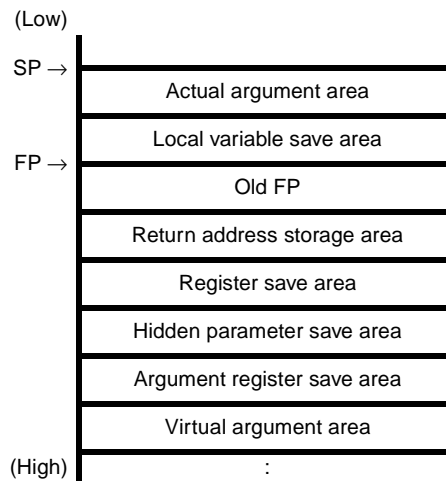 (Low)
SP →
Actual argument area
Local variable save area
FP →
Old FP
Return address storage area
Register save area
Hidden parameter save area
Argument register save area
Virtual argument area
(High)
: